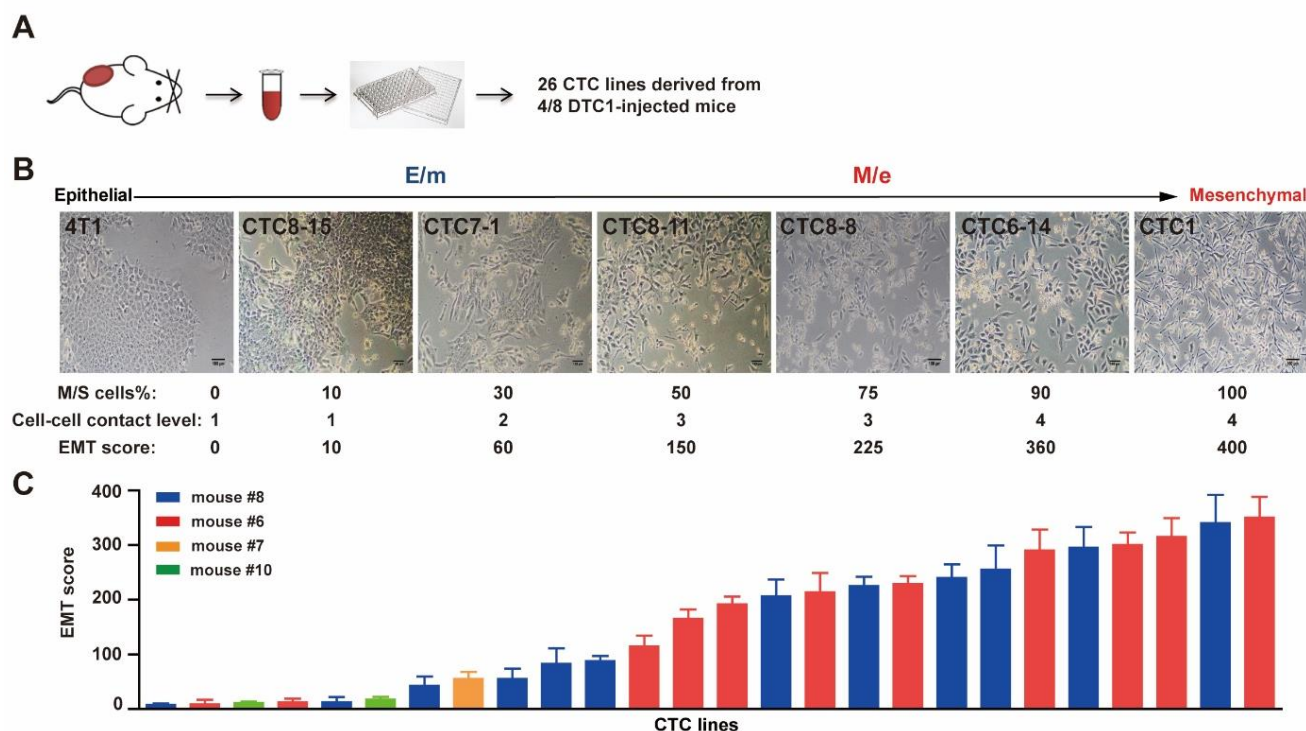 A
26 CTC lines derived from
4/8 DTC1-injected mice
B
E/m M/e
Epithelial Mesenchymal
4T1 CTC8-15 CTC7-1 CTC8-11 CTC8-8 CTC6-14 CTC1
M/S cells%: 0 10 30 50 75 90 100
Cell-cell contact level: 1 1 2 3 3 4 4
EMT score: 0 10 60 150 225 360 400
C
400
300
200
100
0
EMT score
mouse #8
mouse #6
mouse #7
mouse #10
CTC lines